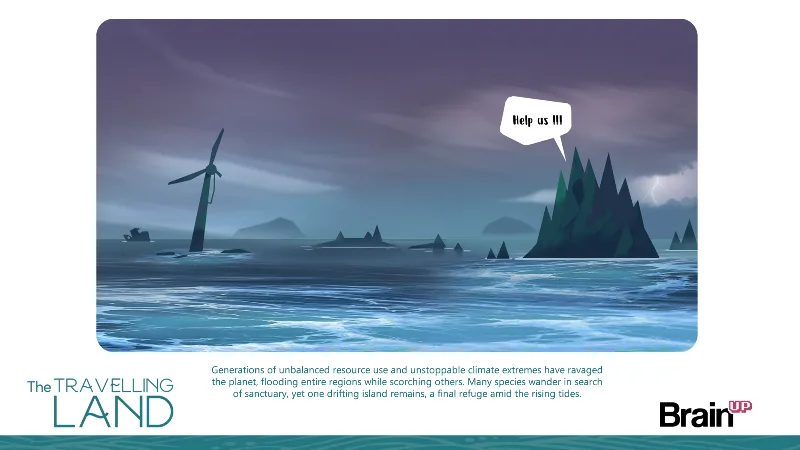 Help us !!!
Generations of unbalanced resource use and unstoppable climate extremes have ravaged
the planet, flooding entire regions while scorching others. Many species wander in search
of sanctuary, yet one drifting island remains, a final refuge amid the rising tides.
The TRAVELLING
LAND
BrainUP